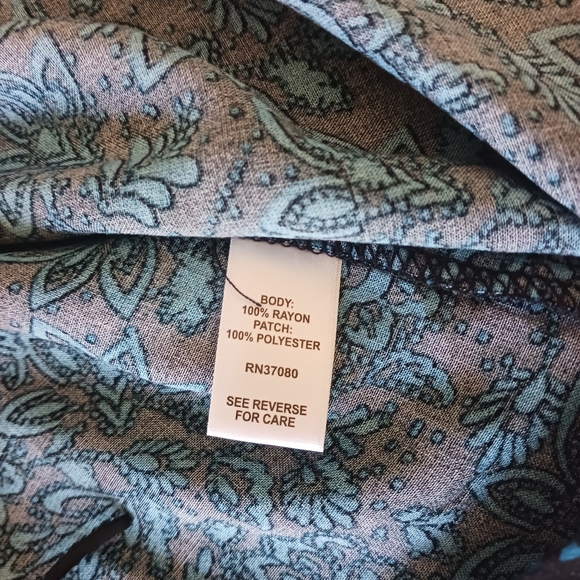 BODY:
100% RAYON
PATCH:
100% POLYESTER
RN37080
SEE REVERSE
FOR CARE